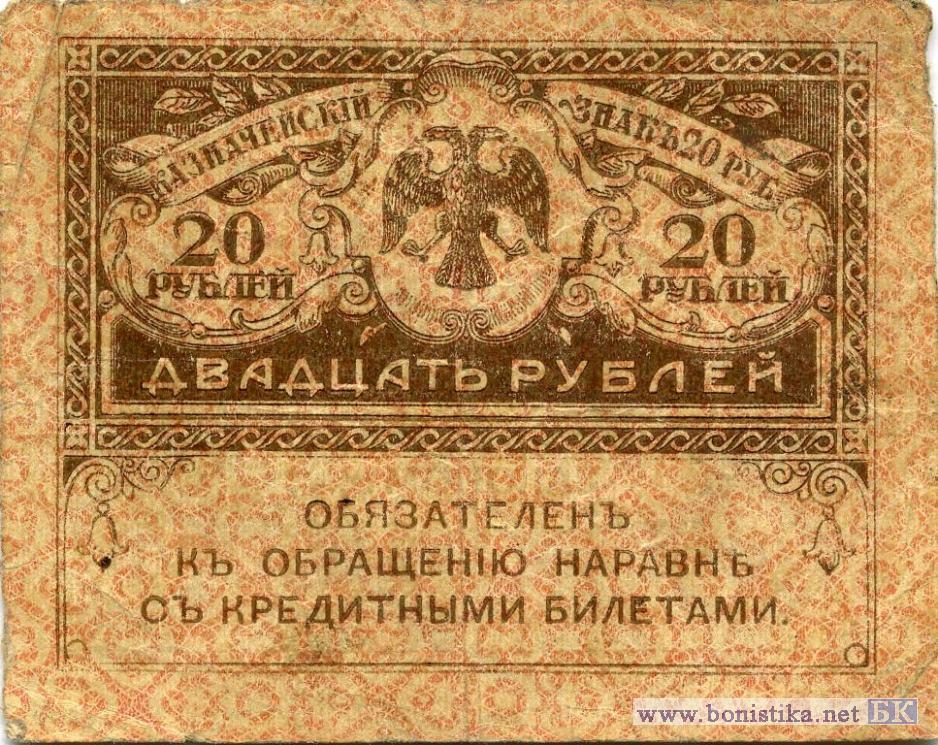 КАЗНАЧЕЙСКІЙ ЗНАКЪ 20 РУБ.
20 РУБЛЕЙ
20 РУБЛЕЙ
ДВАДЦАТЬ РУБЛЕЙ
ОБЯЗАТЕЛЕНЪ
КЪ ОБРАЩЕНІЮ НАРАВНѢ
СЪ КРЕДИТНЫМИ БИЛЕТАМИ.
www.bonistika.net БК